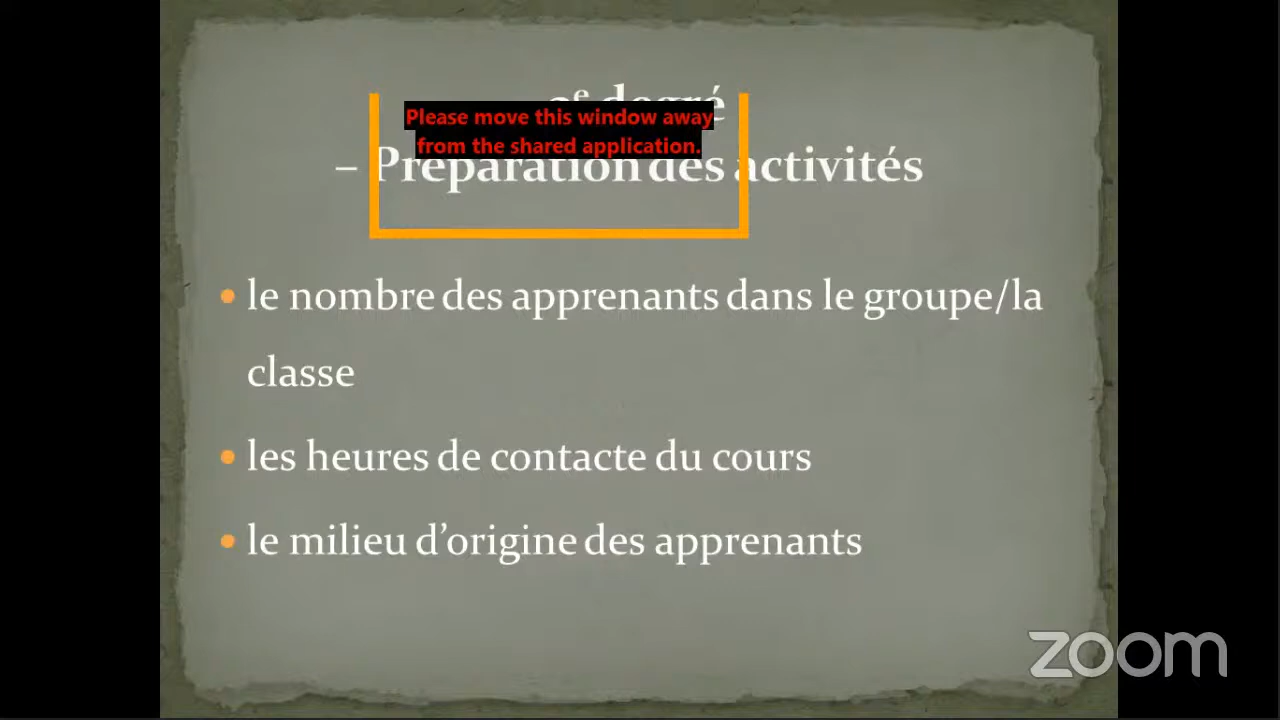 degré
Please move this window away
from the shared application.
– Préparation des activités
• le nombre des apprenants dans le groupe/la
classe
• les heures de contacte du cours
• le milieu d’origine des apprenants
zoom